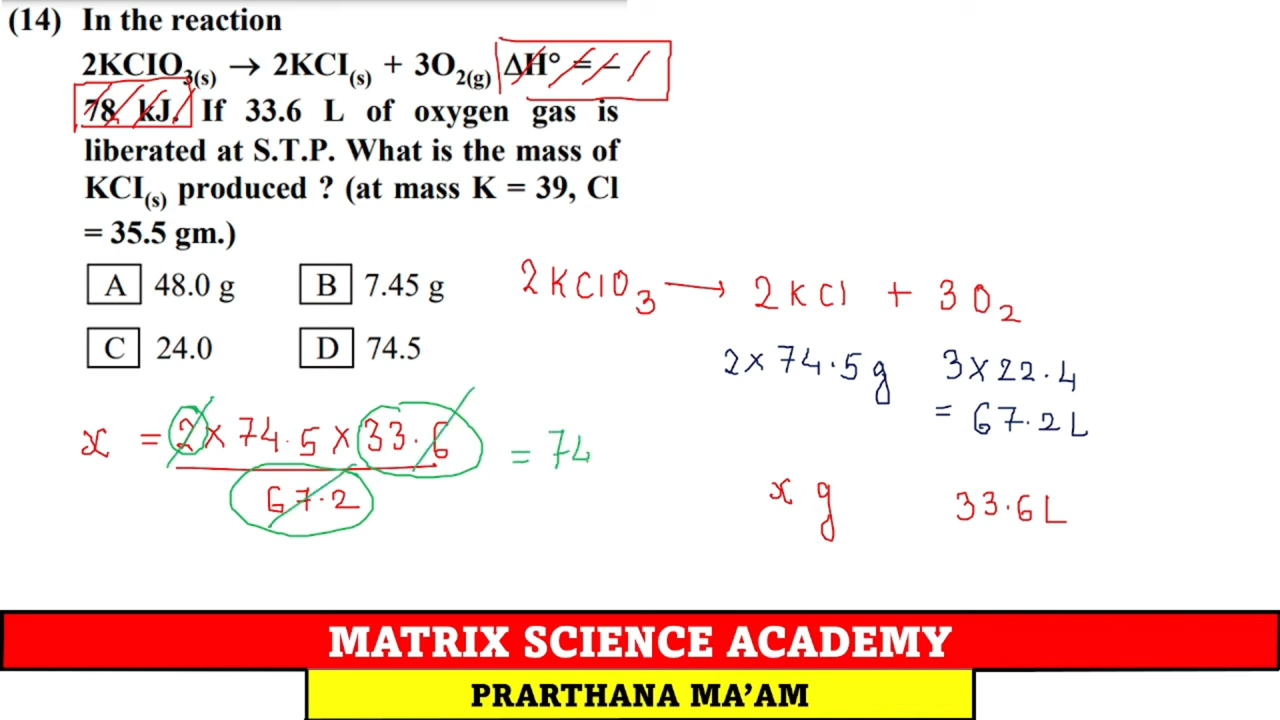 (14) In the reaction
2KClO3(s) → 2KCl(s) + 3O2(g) ΔH° = –
78 kJ. If 33.6 L of oxygen gas is
liberated at S.T.P. What is the mass of
KCl(s) produced ? (at mass K = 39, Cl
= 35.5 gm.)
A 48.0 g B 7.45 g
C 24.0 D 74.5
2KClO3 → 2KCl + 3O2
2 × 74.5 g 3 × 22.4
= 67.2 L
x = 2 × 74.5 × 33.6 = 74
67.2
x g 33.6 L
MATRIX SCIENCE ACADEMY
PRARTHANA MA'AM